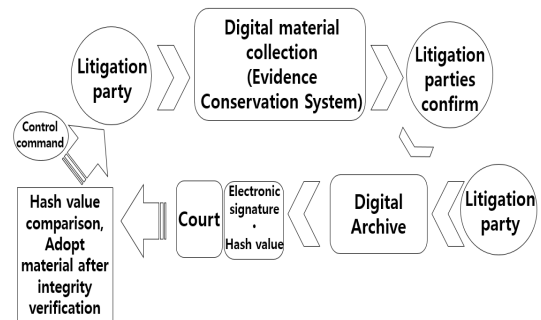 Litigation
party
Digital material
collection
(Evidence
Conservation System)
Litigation
parties
confirm
Control
command
Hash value
comparison,
Adopt
material after
integrity
verification
Court
Electronic
signature
·
Hash value
Digital
Archive
Litigation
party